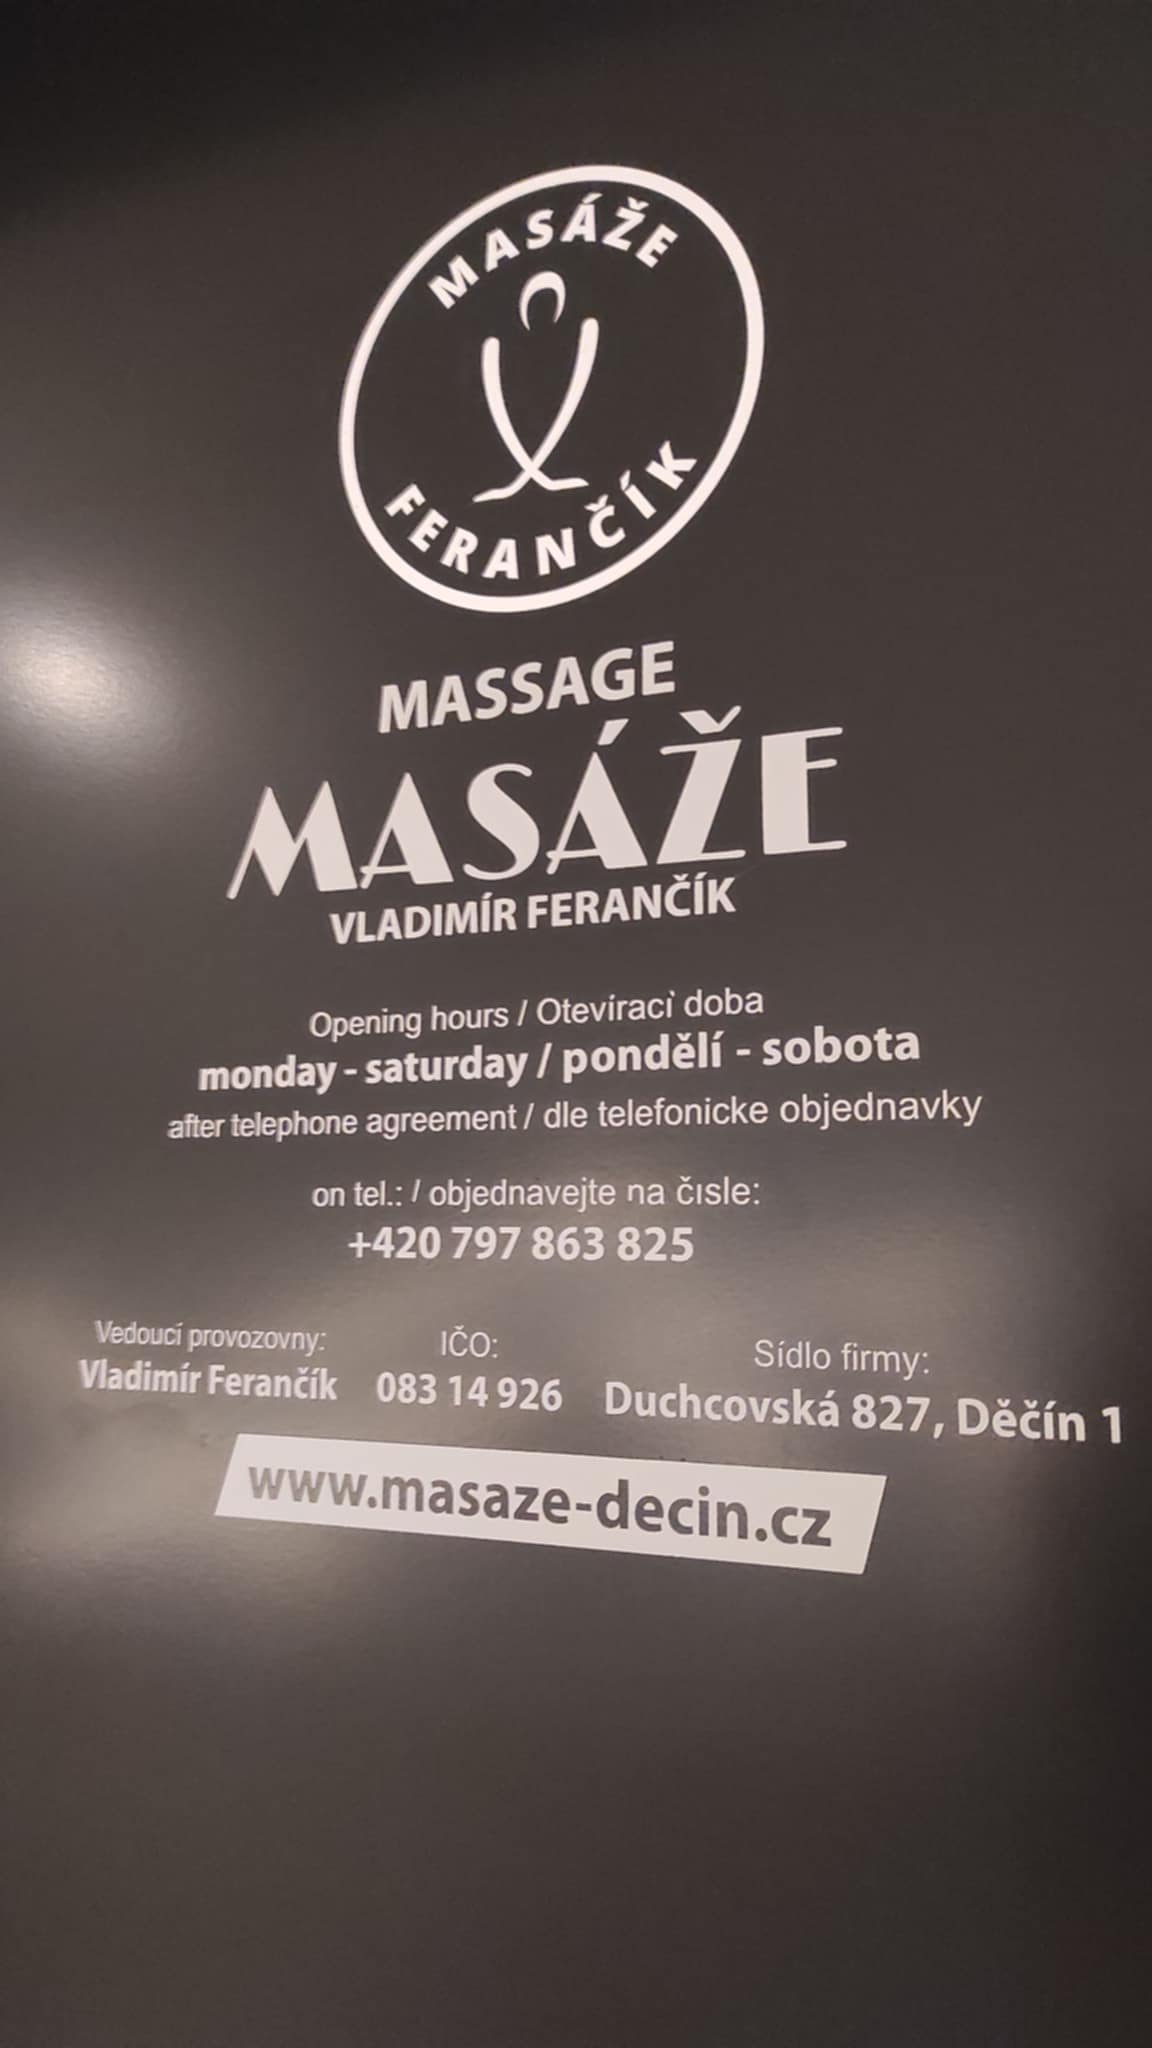 MASÁŽE
FERANČÍK
MASSAGE
MASÁŽE
VLADIMÍR FERANČÍK
Opening hours / Otevíracì doba
monday - saturday / pondělí - sobota
after telephone agreement / dle telefonicke objednavky
on tel.: / objednavejte na čısle:
+420 797 863 825
Vedoucí provozovny: IČO: Sídlo firmy:
Vladimír Ferančík 083 14 926 Duchcovská 827, Děčín 1
www.masaze-decin.cz